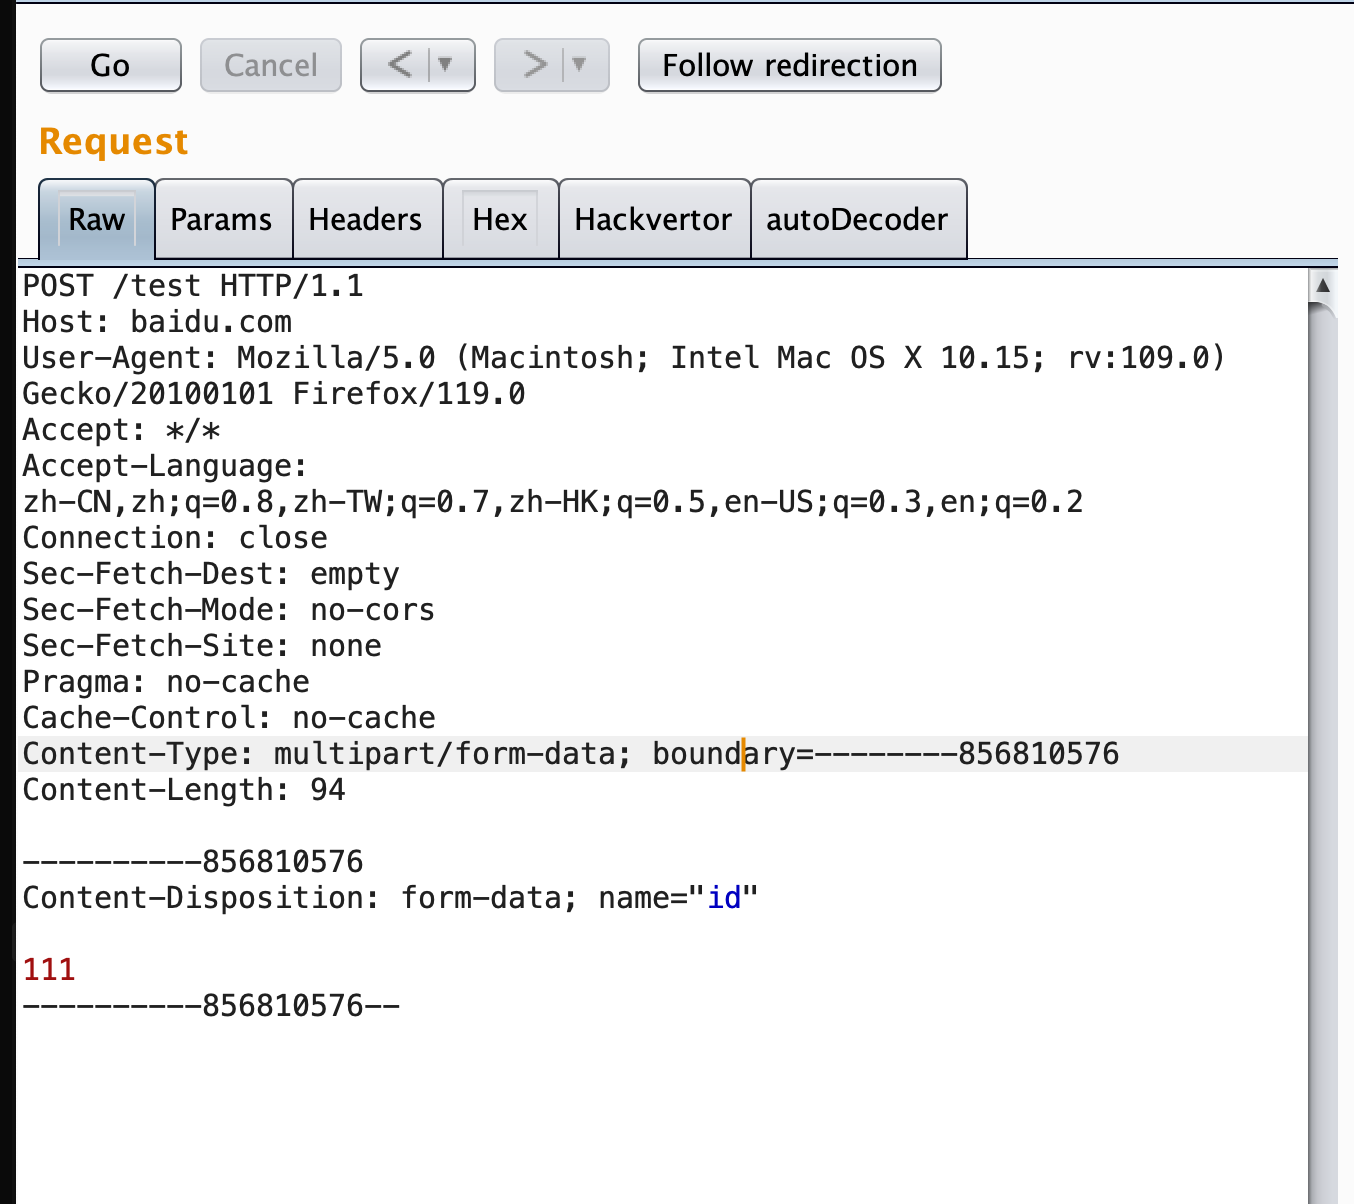 Go Cancel < > Follow redirection
Request
Raw Params Headers Hex Hackvertor autoDecoder
POST /test HTTP/1.1
Host: baidu.com
User-Agent: Mozilla/5.0 (Macintosh; Intel Mac OS X 10.15; rv:109.0)
Gecko/20100101 Firefox/119.0
Accept: */*
Accept-Language:
zh-CN,zh;q=0.8,zh-TW;q=0.7,zh-HK;q=0.5,en-US;q=0.3,en;q=0.2
Connection: close
Sec-Fetch-Dest: empty
Sec-Fetch-Mode: no-cors
Sec-Fetch-Site: none
Pragma: no-cache
Cache-Control: no-cache
Content-Type: multipart/form-data; boundary=--------856810576
Content-Length: 94
----------856810576
Content-Disposition: form-data; name="id"
111
----------856810576--